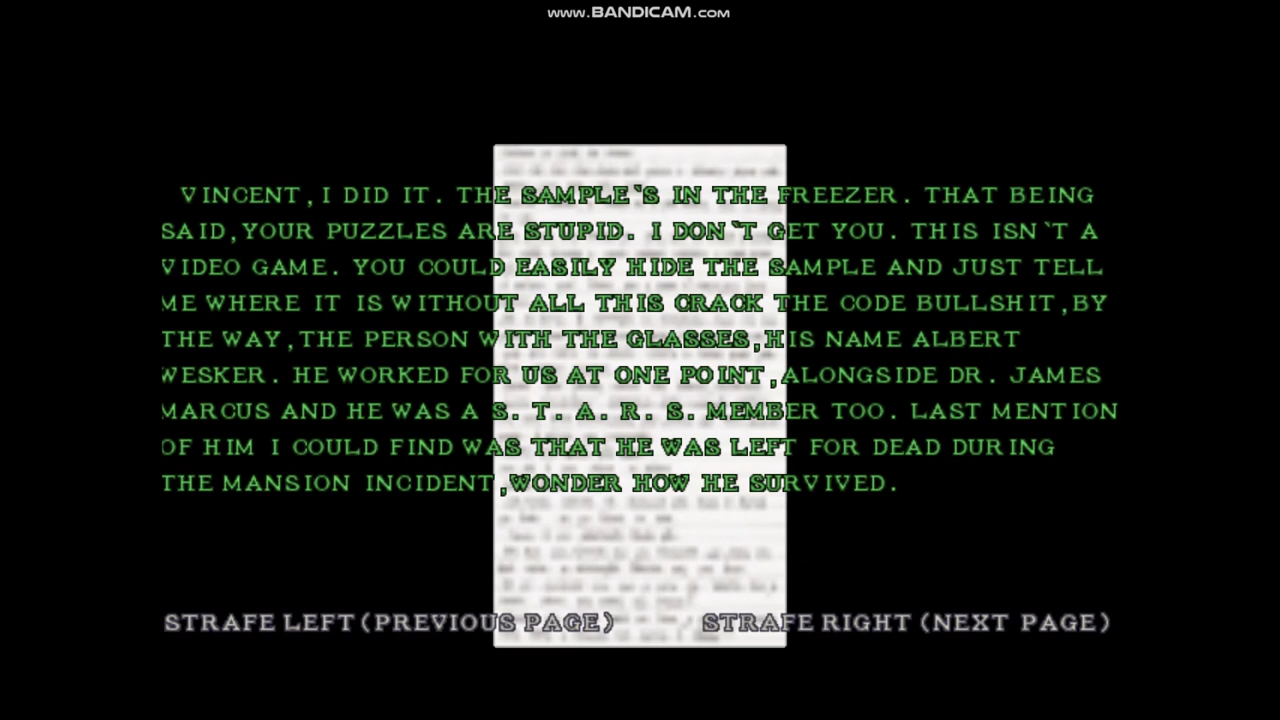 www.BANDICAM.com
VINCENT,I DID IT. THE SAMPLE`S IN THE FREEZER. THAT BEING
SAID,YOUR PUZZLES ARE STUPID. I DON`T GET YOU. THIS ISN`T A
VIDEO GAME. YOU COULD EASILY HIDE THE SAMPLE AND JUST TELL
ME WHERE IT IS WITHOUT ALL THIS CRACK THE CODE BULLSHIT,BY
THE WAY,THE PERSON WITH THE GLASSES,HIS NAME ALBERT
WESKER. HE WORKED FOR US AT ONE POINT,ALONGSIDE DR. JAMES
MARCUS AND HE WAS A S. T. A. R. S. MEMBER TOO. LAST MENTION
OF HIM I COULD FIND WAS THAT HE WAS LEFT FOR DEAD DURING
THE MANSION INCIDENT,WONDER HOW HE SURVIVED.
STRAFE LEFT(PREVIOUS PAGE) STRAFE RIGHT (NEXT PAGE)